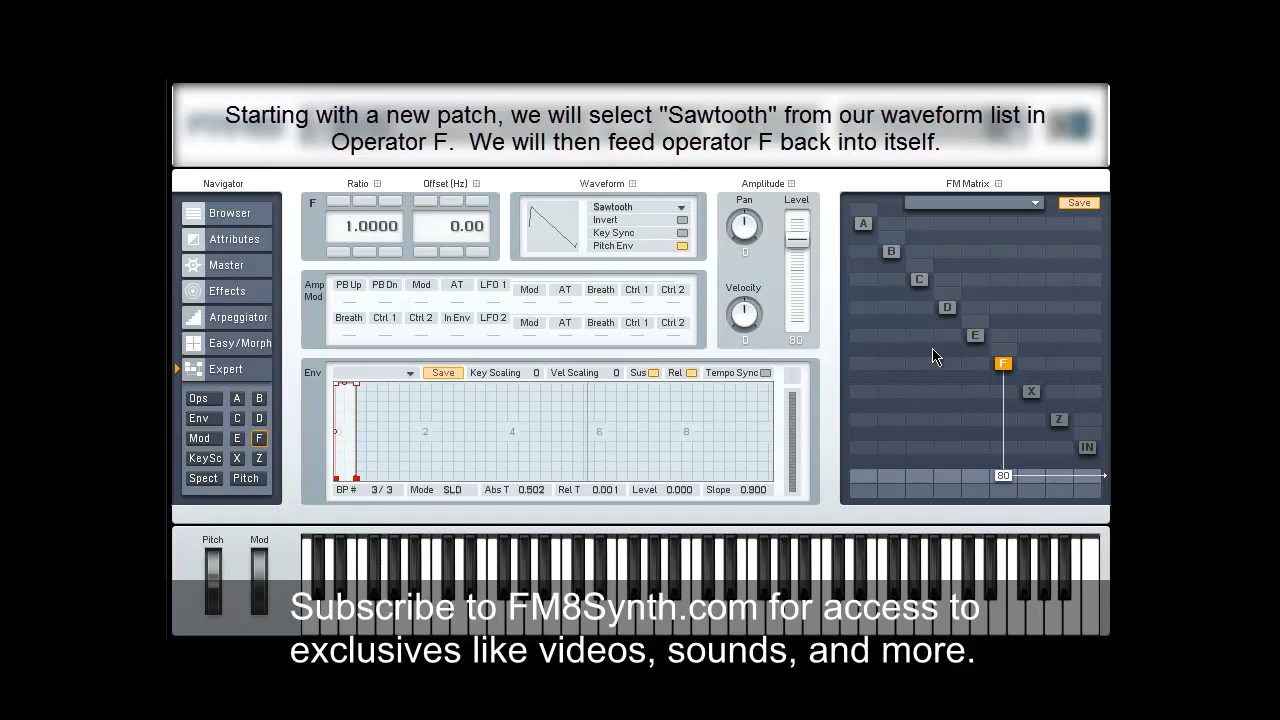 Starting with a new patch, we will select "Sawtooth" from our waveform list in
Operator F.  We will then feed operator F back into itself.
Navigator
Ratio
Offset (Hz)
Waveform
Amplitude
FM Matrix
Browser
Attributes
Master
Effects
Arpeggiator
Easy/Morph
Expert
Ops A B
Env C D
Mod E F
KeySc X Z
Spect Pitch
F
1.0000
0.00
Sawtooth
Invert
Key Sync
Pitch Env
Pan
0
Velocity
0
Level
80
Amp
Mod
PB Up PB Dn Mod AT LFO 1 Mod AT Breath Ctrl 1 Ctrl 2
Breath Ctrl 1 Ctrl 2 In Env LFO 2 Mod AT Breath Ctrl 1 Ctrl 2
Env
Save Key Scaling 0 Vel Scaling 0 Sus Rel Tempo Sync
2 4 6 8
BP # 3 / 3 Mode SLD Abs T 0.502 Rel T 0.001 Level 0.000 Slope 0.900
Save
A
B
C
D
E
F
X
Z
IN
80
Pitch
Mod
Subscribe to FM8Synth.com for access to
exclusives like videos, sounds, and more.